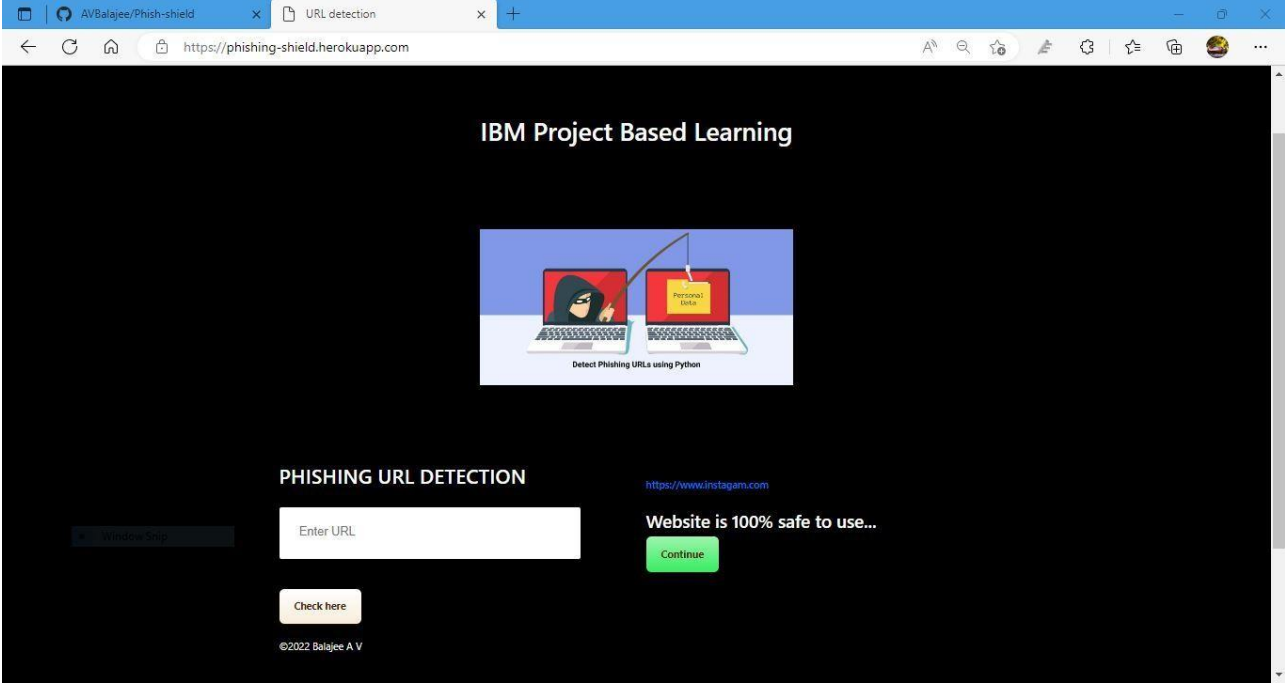 AVBalajee/Phish-shield
URL detection
https://phishing-shield.herokuapp.com
IBM Project Based Learning
Personal
Data
Detect Phishing URLs using Python
PHISHING URL DETECTION
https://www.instagam.com
Enter URL
Website is 100% safe to use...
Window Snip
Continue
Check here
©2022 Balajee A V